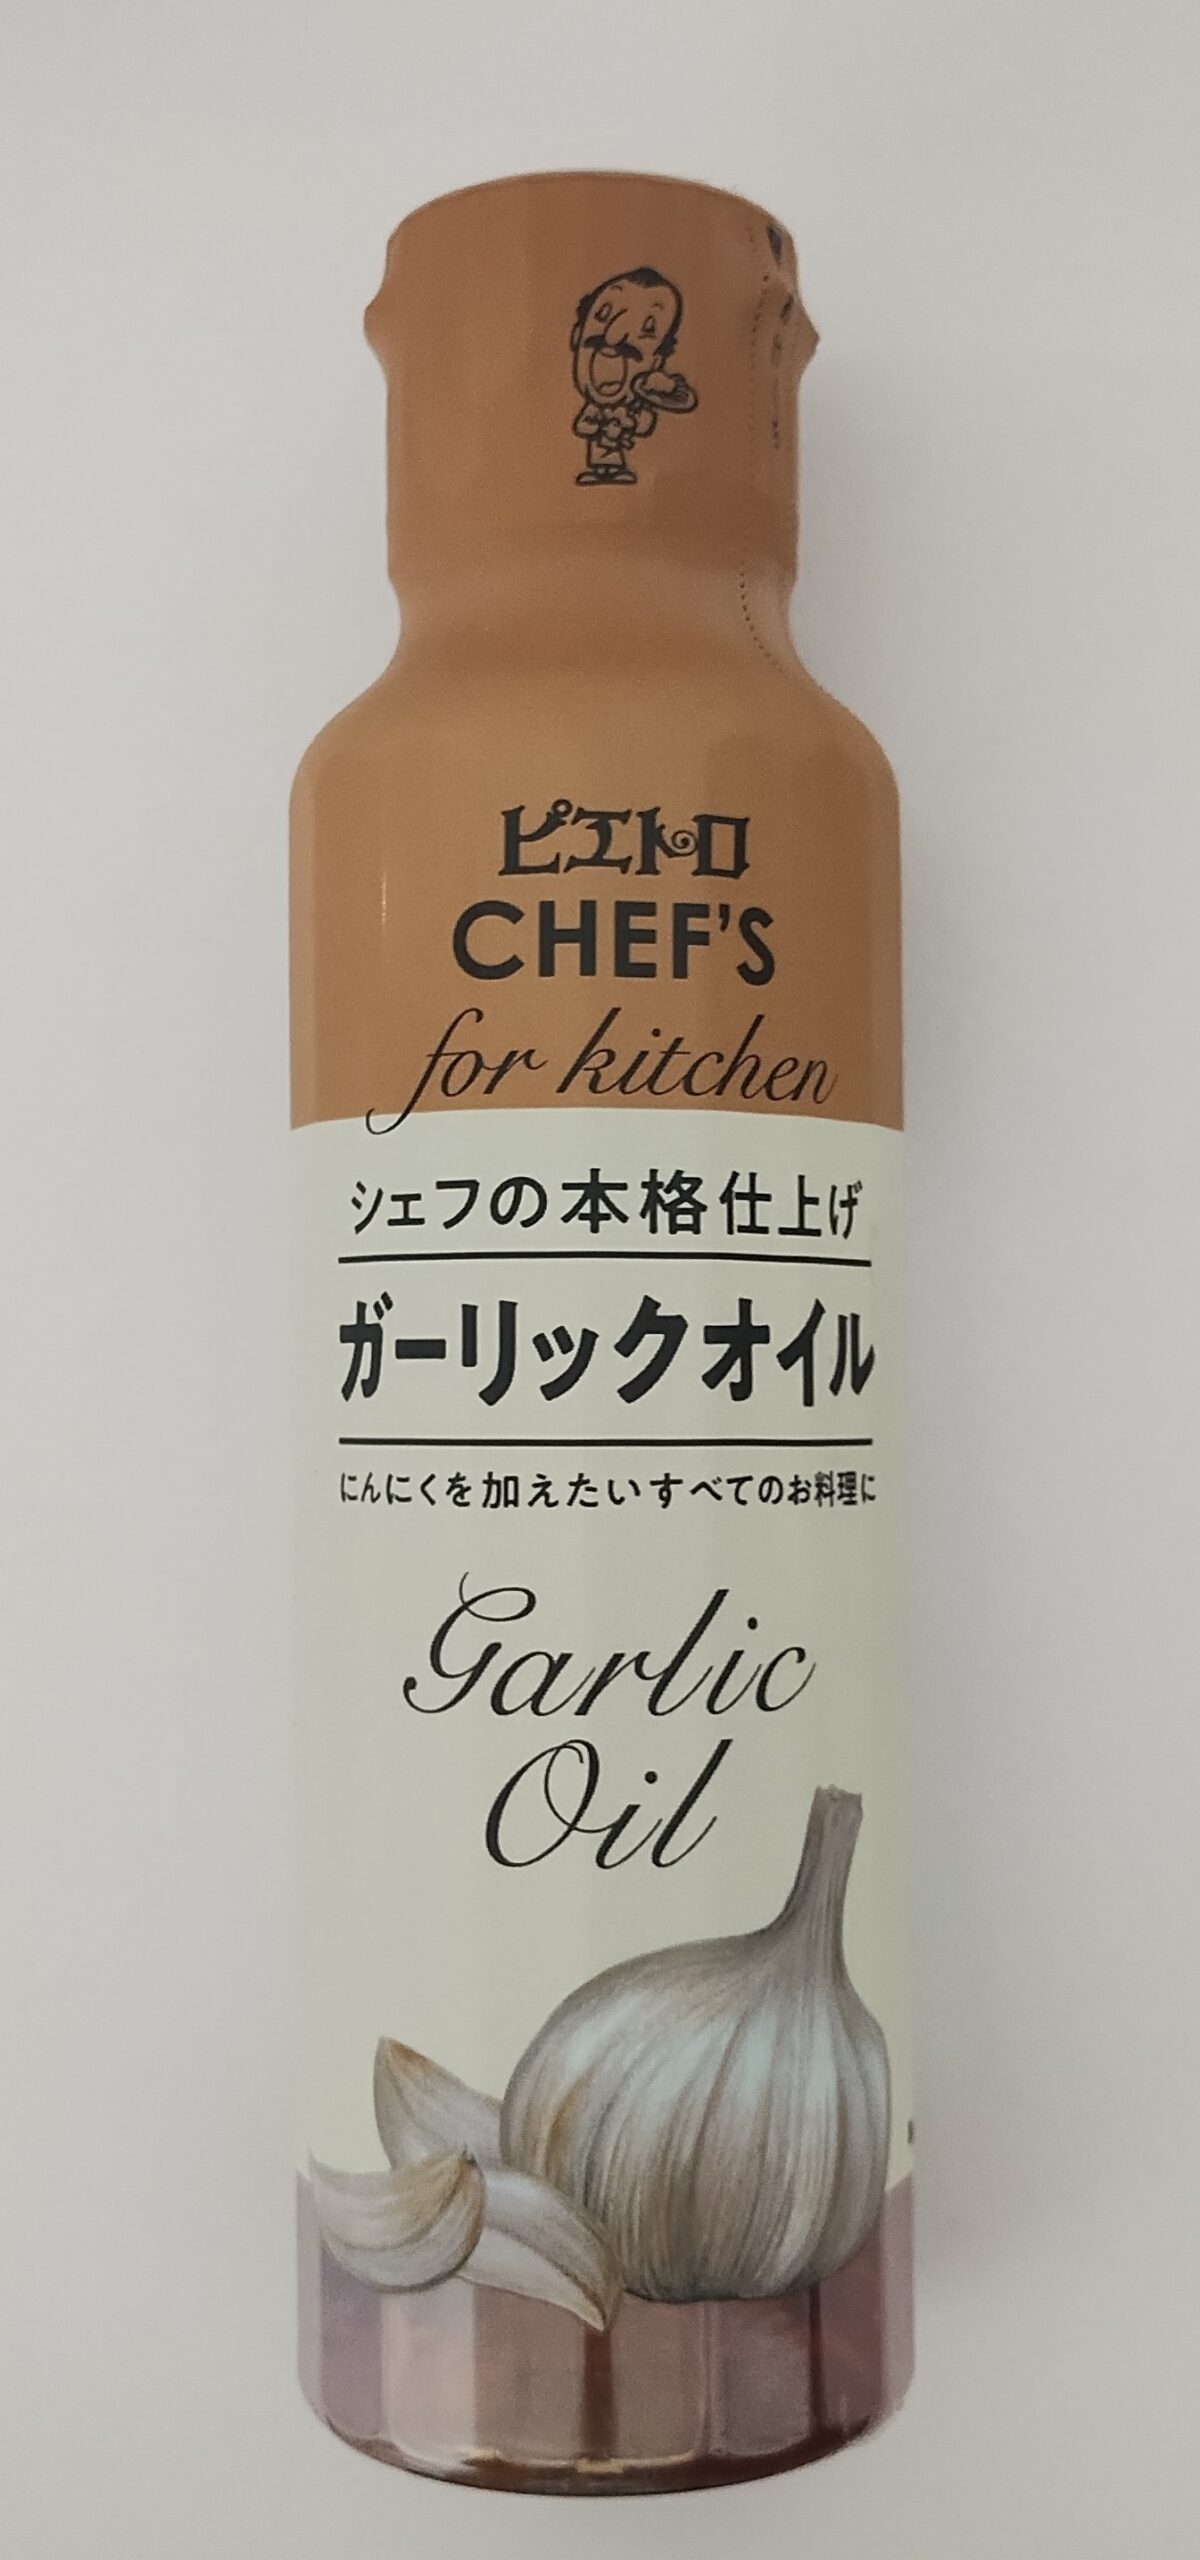 ピエトロ
CHEF'S
for kitchen
シェフの本格仕上げ
ガーリックオイル
にんにくを加えたいすべてのお料理に
Garlic
Oil